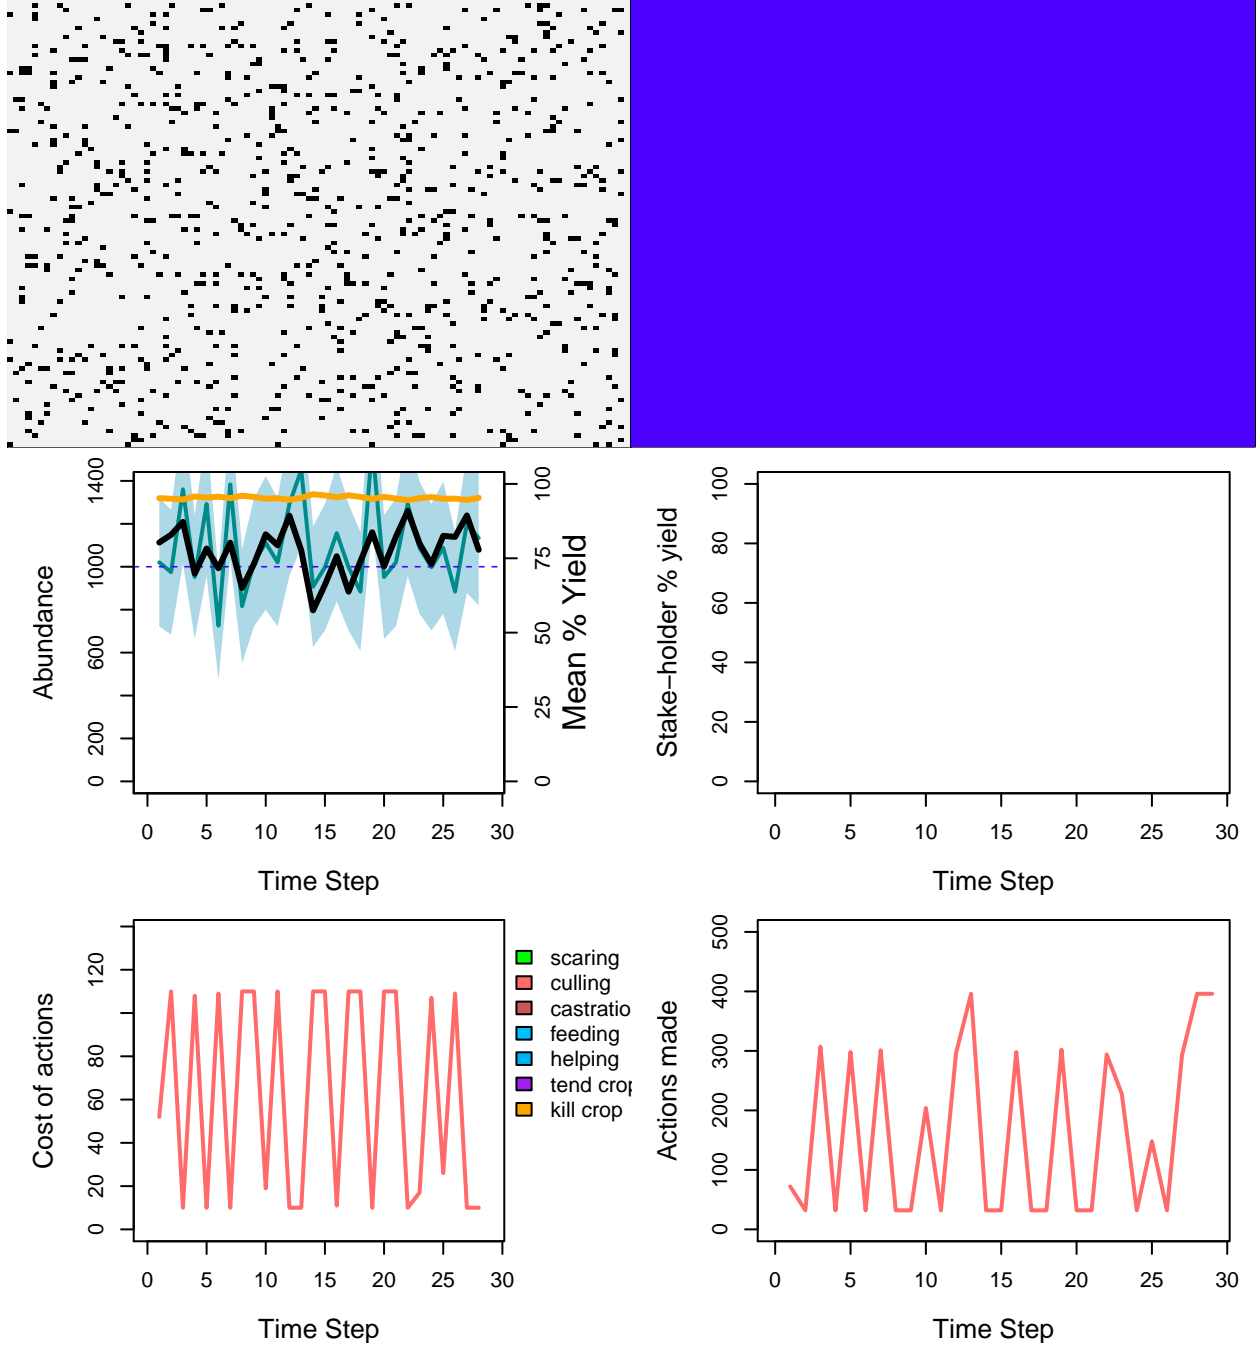 0 200 600 1000 1400
Abundance
0 25 50 75 100
Mean % Yield
0 5 10 15 20 25 30
Time Step
0 20 40 60 80 100
Stake−holder % yield
0 5 10 15 20 25 30
Time Step
0 20 40 60 80 120
Cost of actions
0 5 10 15 20 25 30
Time Step
scaring
culling
castratio
feeding
helping
tend crop
kill crop
0 100 200 300 400 500
Actions made
0 5 10 15 20 25 30
Time Step